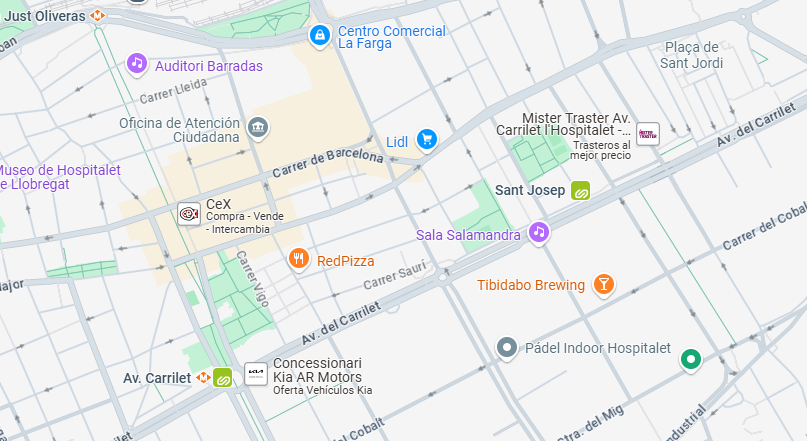 Just Oliveras
Centro Comercial
La Farga
Plaça de
Sant Jordi
Auditori Barradas
Carrer Lleida
Oficina de Atención
Ciudadana
Mister Traster Av.
Carrilet l'Hospitalet -...
Trasteros al
mejor precio
Av. del Carrilet
Lidl
Carrer de Barcelona
Museo de Hospitalet
e Llobregat
Sant Josep
CeX
Compra - Vende
- Intercambia
Carrer del Cobalt
Sala Salamandra
RedPizza
Carrer Vigo
Carrer Saurí
Tibidabo Brewing
Major
Av. del Carrilet
Pádel Indoor Hospitalet
Concessionari
Kia AR Motors
Oferta Vehículos Kia
Av. Carrilet
Ctra. del Mig
Industrial
del Cobalt
del Carrilet